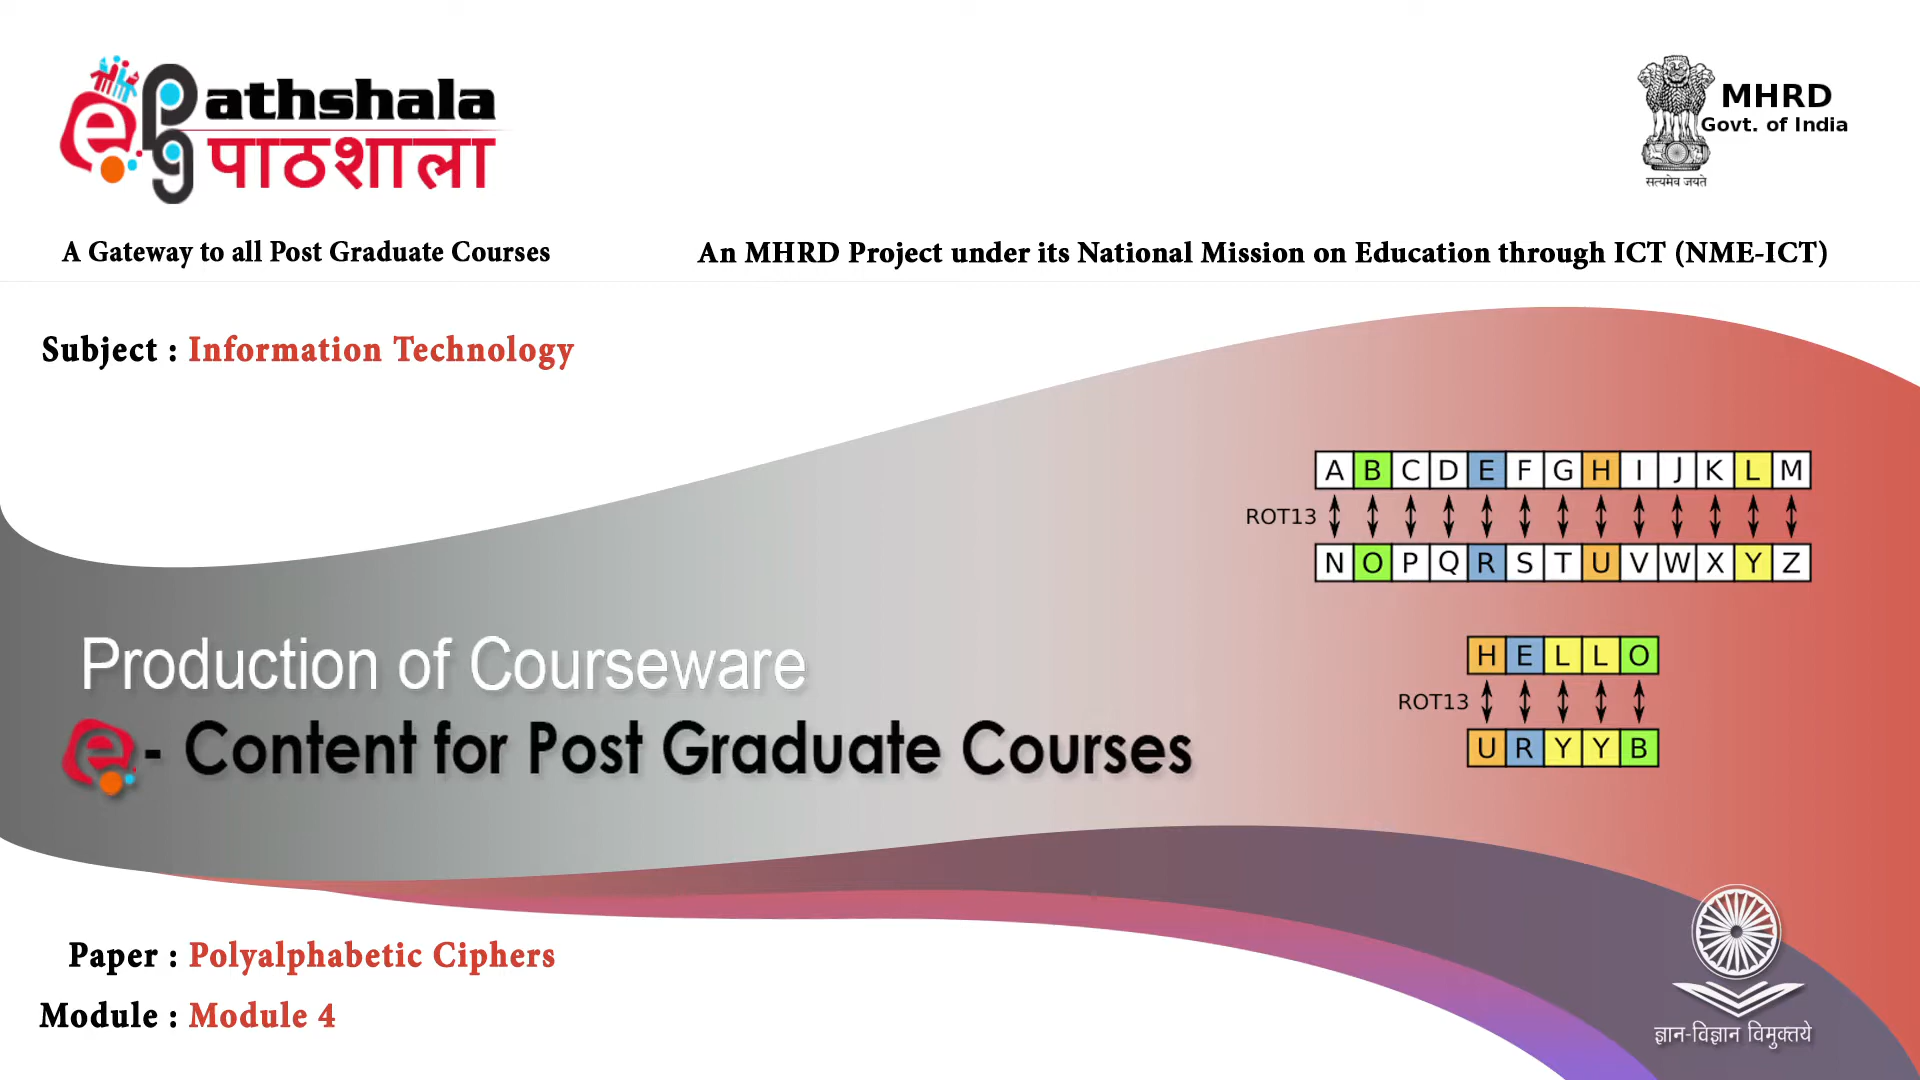 e pg Pathshala
पाठशाला
MHRD
Govt. of India
सत्यमेव जयते
A Gateway to all Post Graduate Courses
An MHRD Project under its National Mission on Education through ICT (NME-ICT)
Subject : Information Technology
A B C D E F G H I J K L M
ROT13
N O P Q R S T U V W X Y Z
H E L L O
ROT13
U R Y Y B
Production of Courseware
e - Content for Post Graduate Courses
Paper : Polyalphabetic Ciphers
Module : Module 4
ज्ञान-विज्ञान विमुक्तये